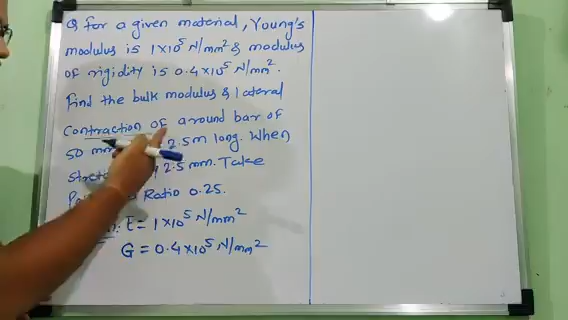 Q for a given material, Young's
modulus is 1×10⁵ N/mm² & modulus
of rigidity is 0.4×10⁵ N/mm².
Find the bulk modulus & lateral
contraction of around bar of
50 mm 2.5m long. When
2.5 mm. Take
Ratio 0.25.
E = 1×10⁵ N/mm²
G = 0.4×10⁵ N/mm²